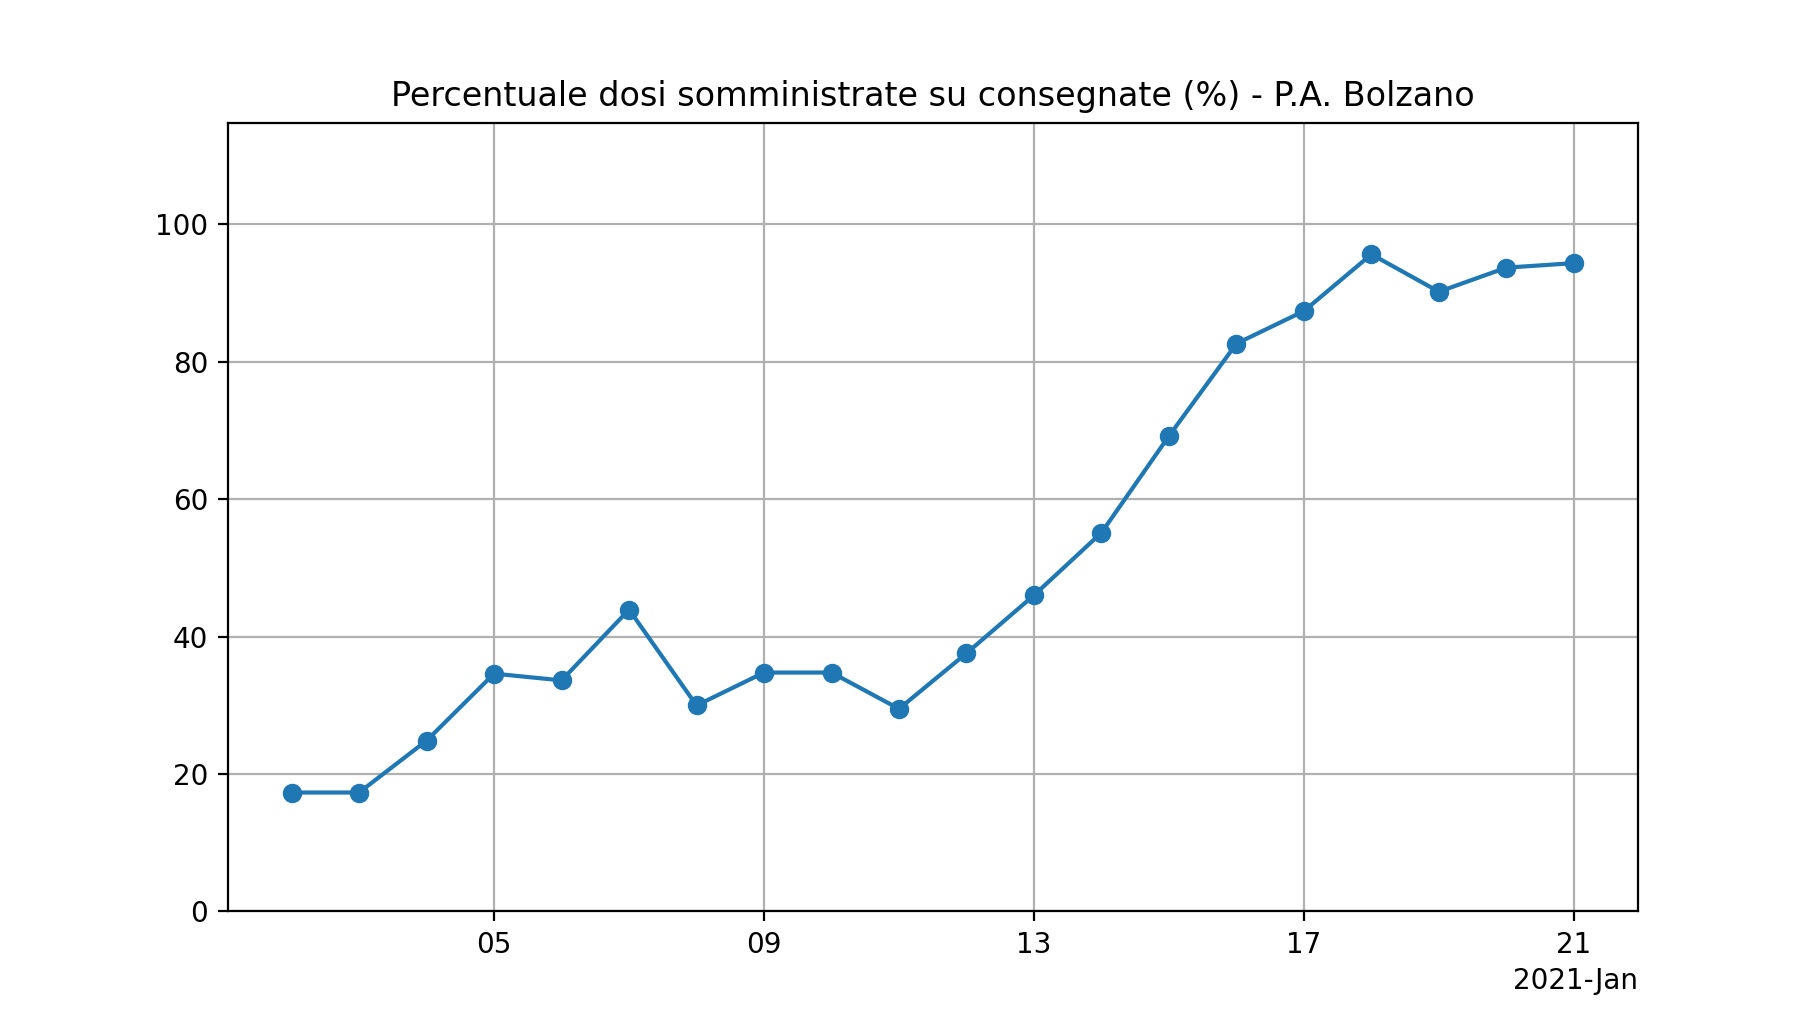 Percentuale dosi somministrate su consegnate (%) - P.A. Bolzano
100
80
60
40
20
0
05 09 13 17 21
2021-Jan